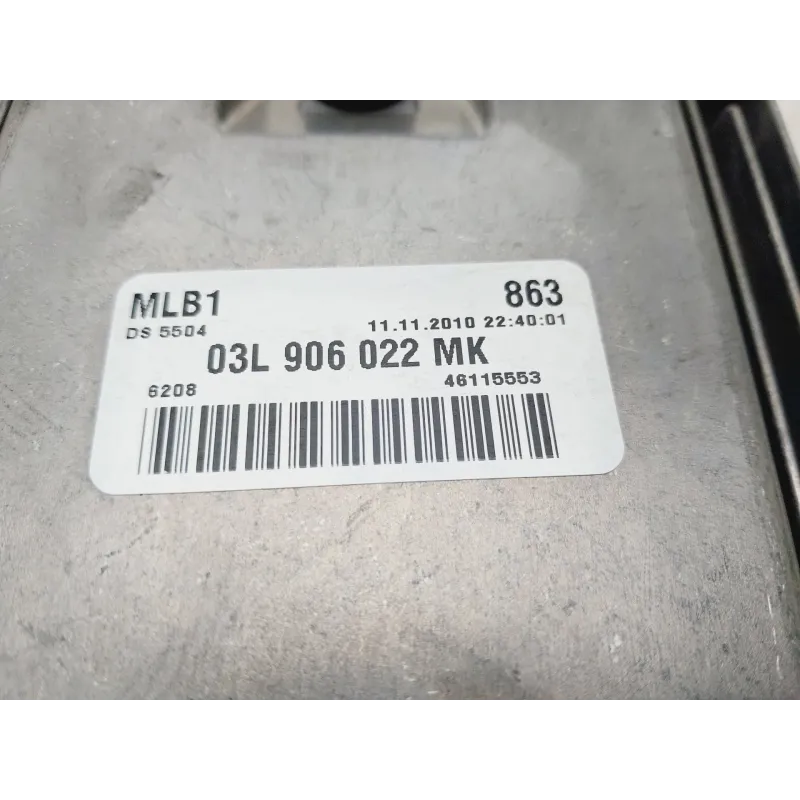 MLB1 863
DS 5504 11.11.2010 22:40:01
03L 906 022 MK
6208 46115553